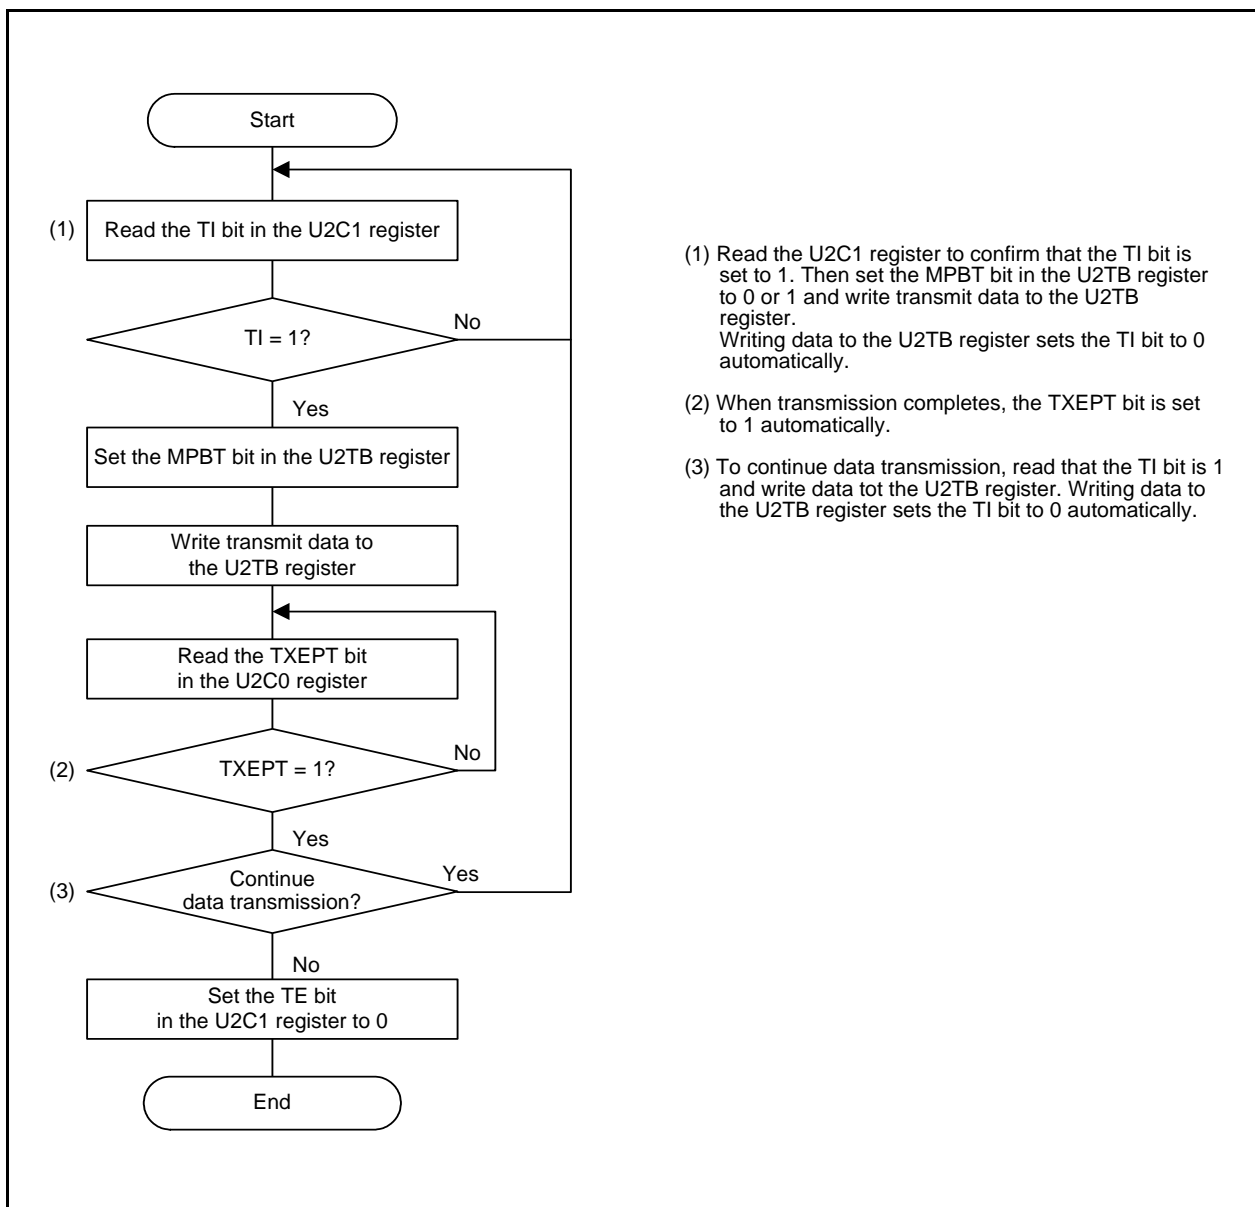 Start
(1)
Read the TI bit in the U2C1 register
TI = 1?
No
Yes
Set the MPBT bit in the U2TB register
Write transmit data to
the U2TB register
Read the TXEPT bit
in the U2C0 register
(2)
TXEPT = 1?
No
Yes
(3)
Continue
data transmission?
Yes
No
Set the TE bit
in the U2C1 register to 0
End
(1) Read the U2C1 register to confirm that the TI bit is
set to 1. Then set the MPBT bit in the U2TB register
to 0 or 1 and write transmit data to the U2TB
register.
Writing data to the U2TB register sets the TI bit to 0
automatically.
(2) When transmission completes, the TXEPT bit is set
to 1 automatically.
(3) To continue data transmission, read that the TI bit is 1
and write data tot the U2TB register. Writing data to
the U2TB register sets the TI bit to 0 automatically.